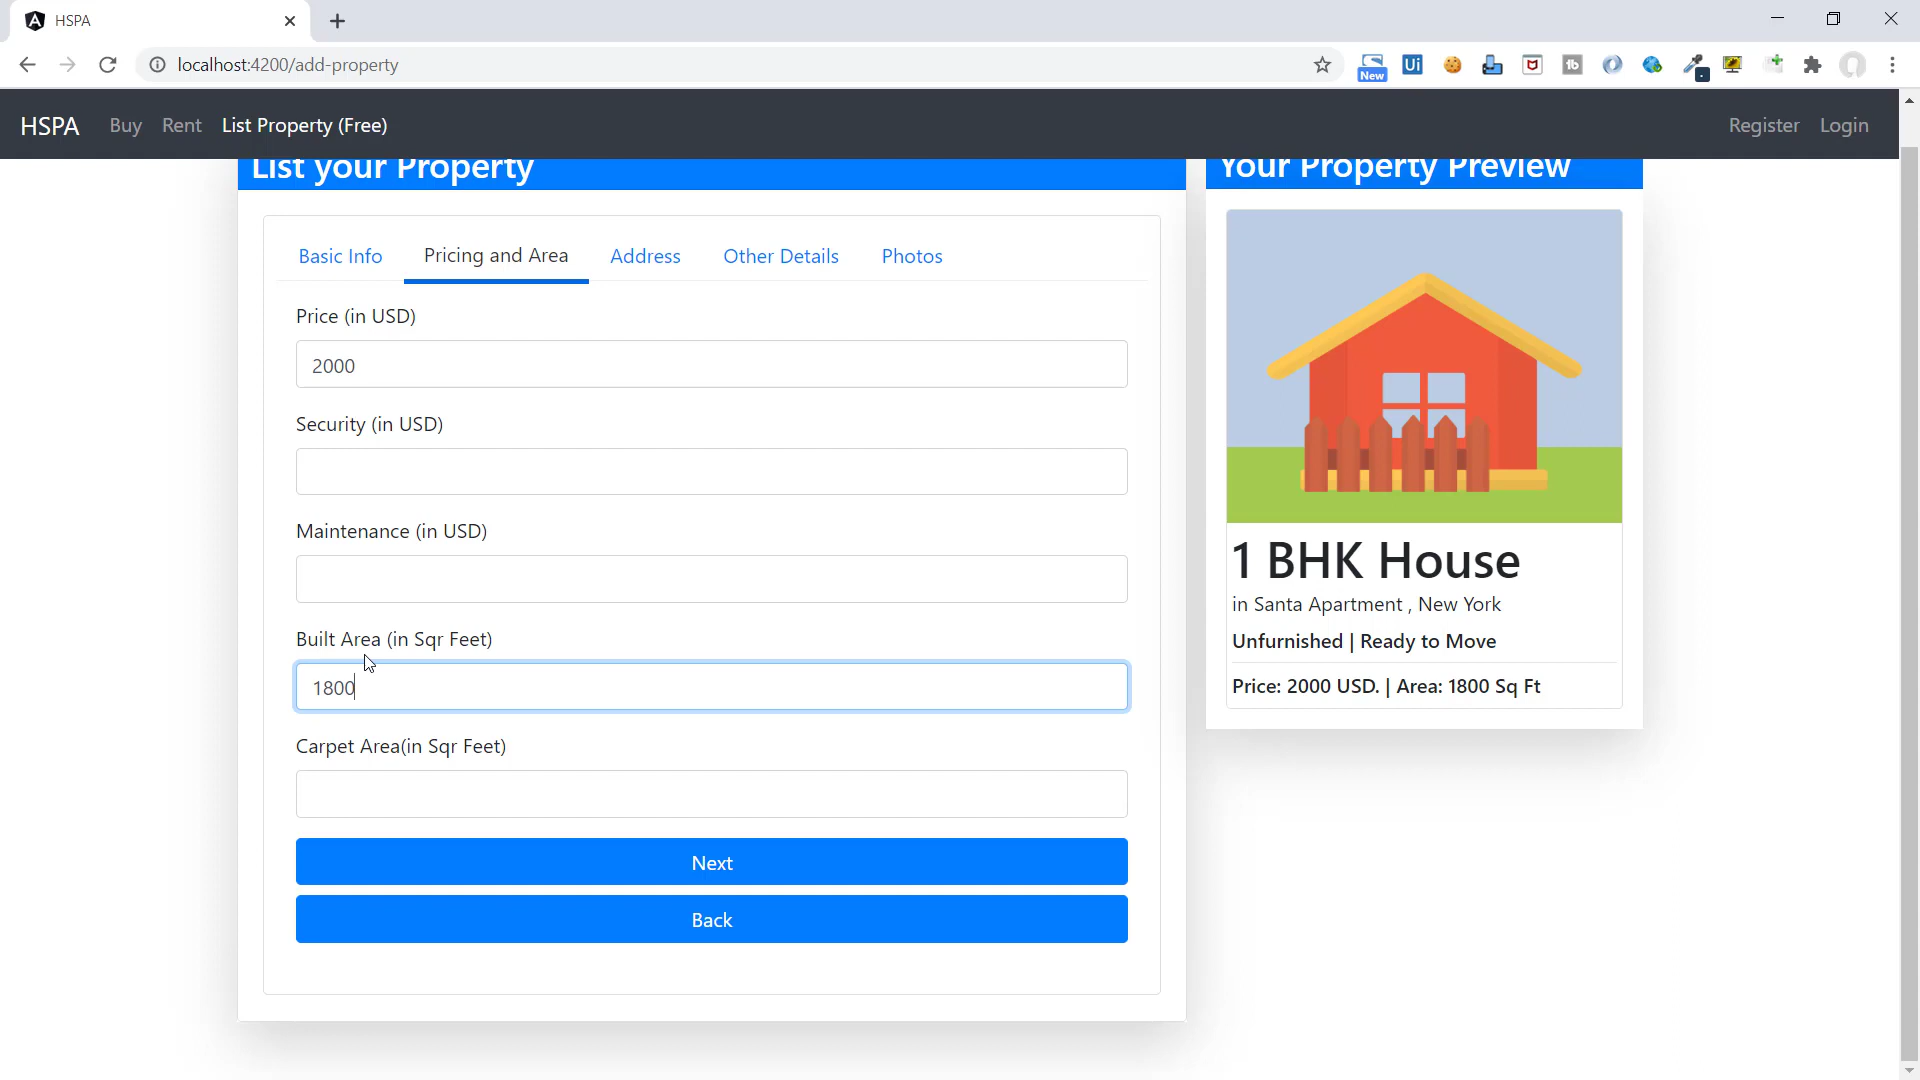 HSPA
localhost:4200/add-property
New
Ui
HSPA Buy Rent List Property (Free) Register Login
List your Property
Basic Info Pricing and Area Address Other Details Photos
Price (in USD)
2000
Security (in USD)
Maintenance (in USD)
Built Area (in Sqr Feet)
1800
Carpet Area(in Sqr Feet)
Next
Back
Your Property Preview
1 BHK House
in Santa Apartment , New York
Unfurnished | Ready to Move
Price: 2000 USD. | Area: 1800 Sq Ft